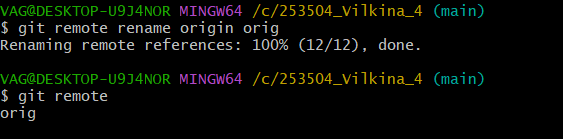 VAG@DESKTOP-U9J4NOR MINGW64 /c/253504_Vilkina_4 (main)
$ git remote rename origin orig
Renaming remote references: 100% (12/12), done.
VAG@DESKTOP-U9J4NOR MINGW64 /c/253504_Vilkina_4 (main)
$ git remote
orig